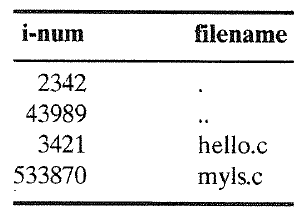 i-num filename
2342 .
43989 ..
3421 hello.c
533870 myls.c